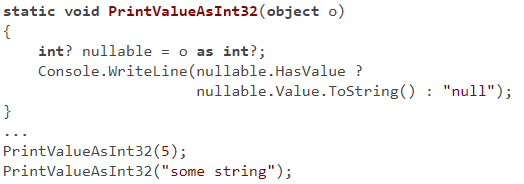 static void PrintValueAsInt32(object o)
{
    int? nullable = o as int?;
    Console.WriteLine(nullable.HasValue ?
                      nullable.Value.ToString() : "null");
}
...
PrintValueAsInt32(5);
PrintValueAsInt32("some string");